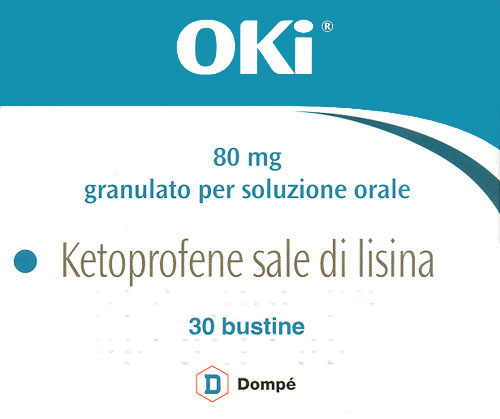 OKi®
80 mg
granulato per soluzione orale
Ketoprofene sale di lisina
30 bustine
D Dompé